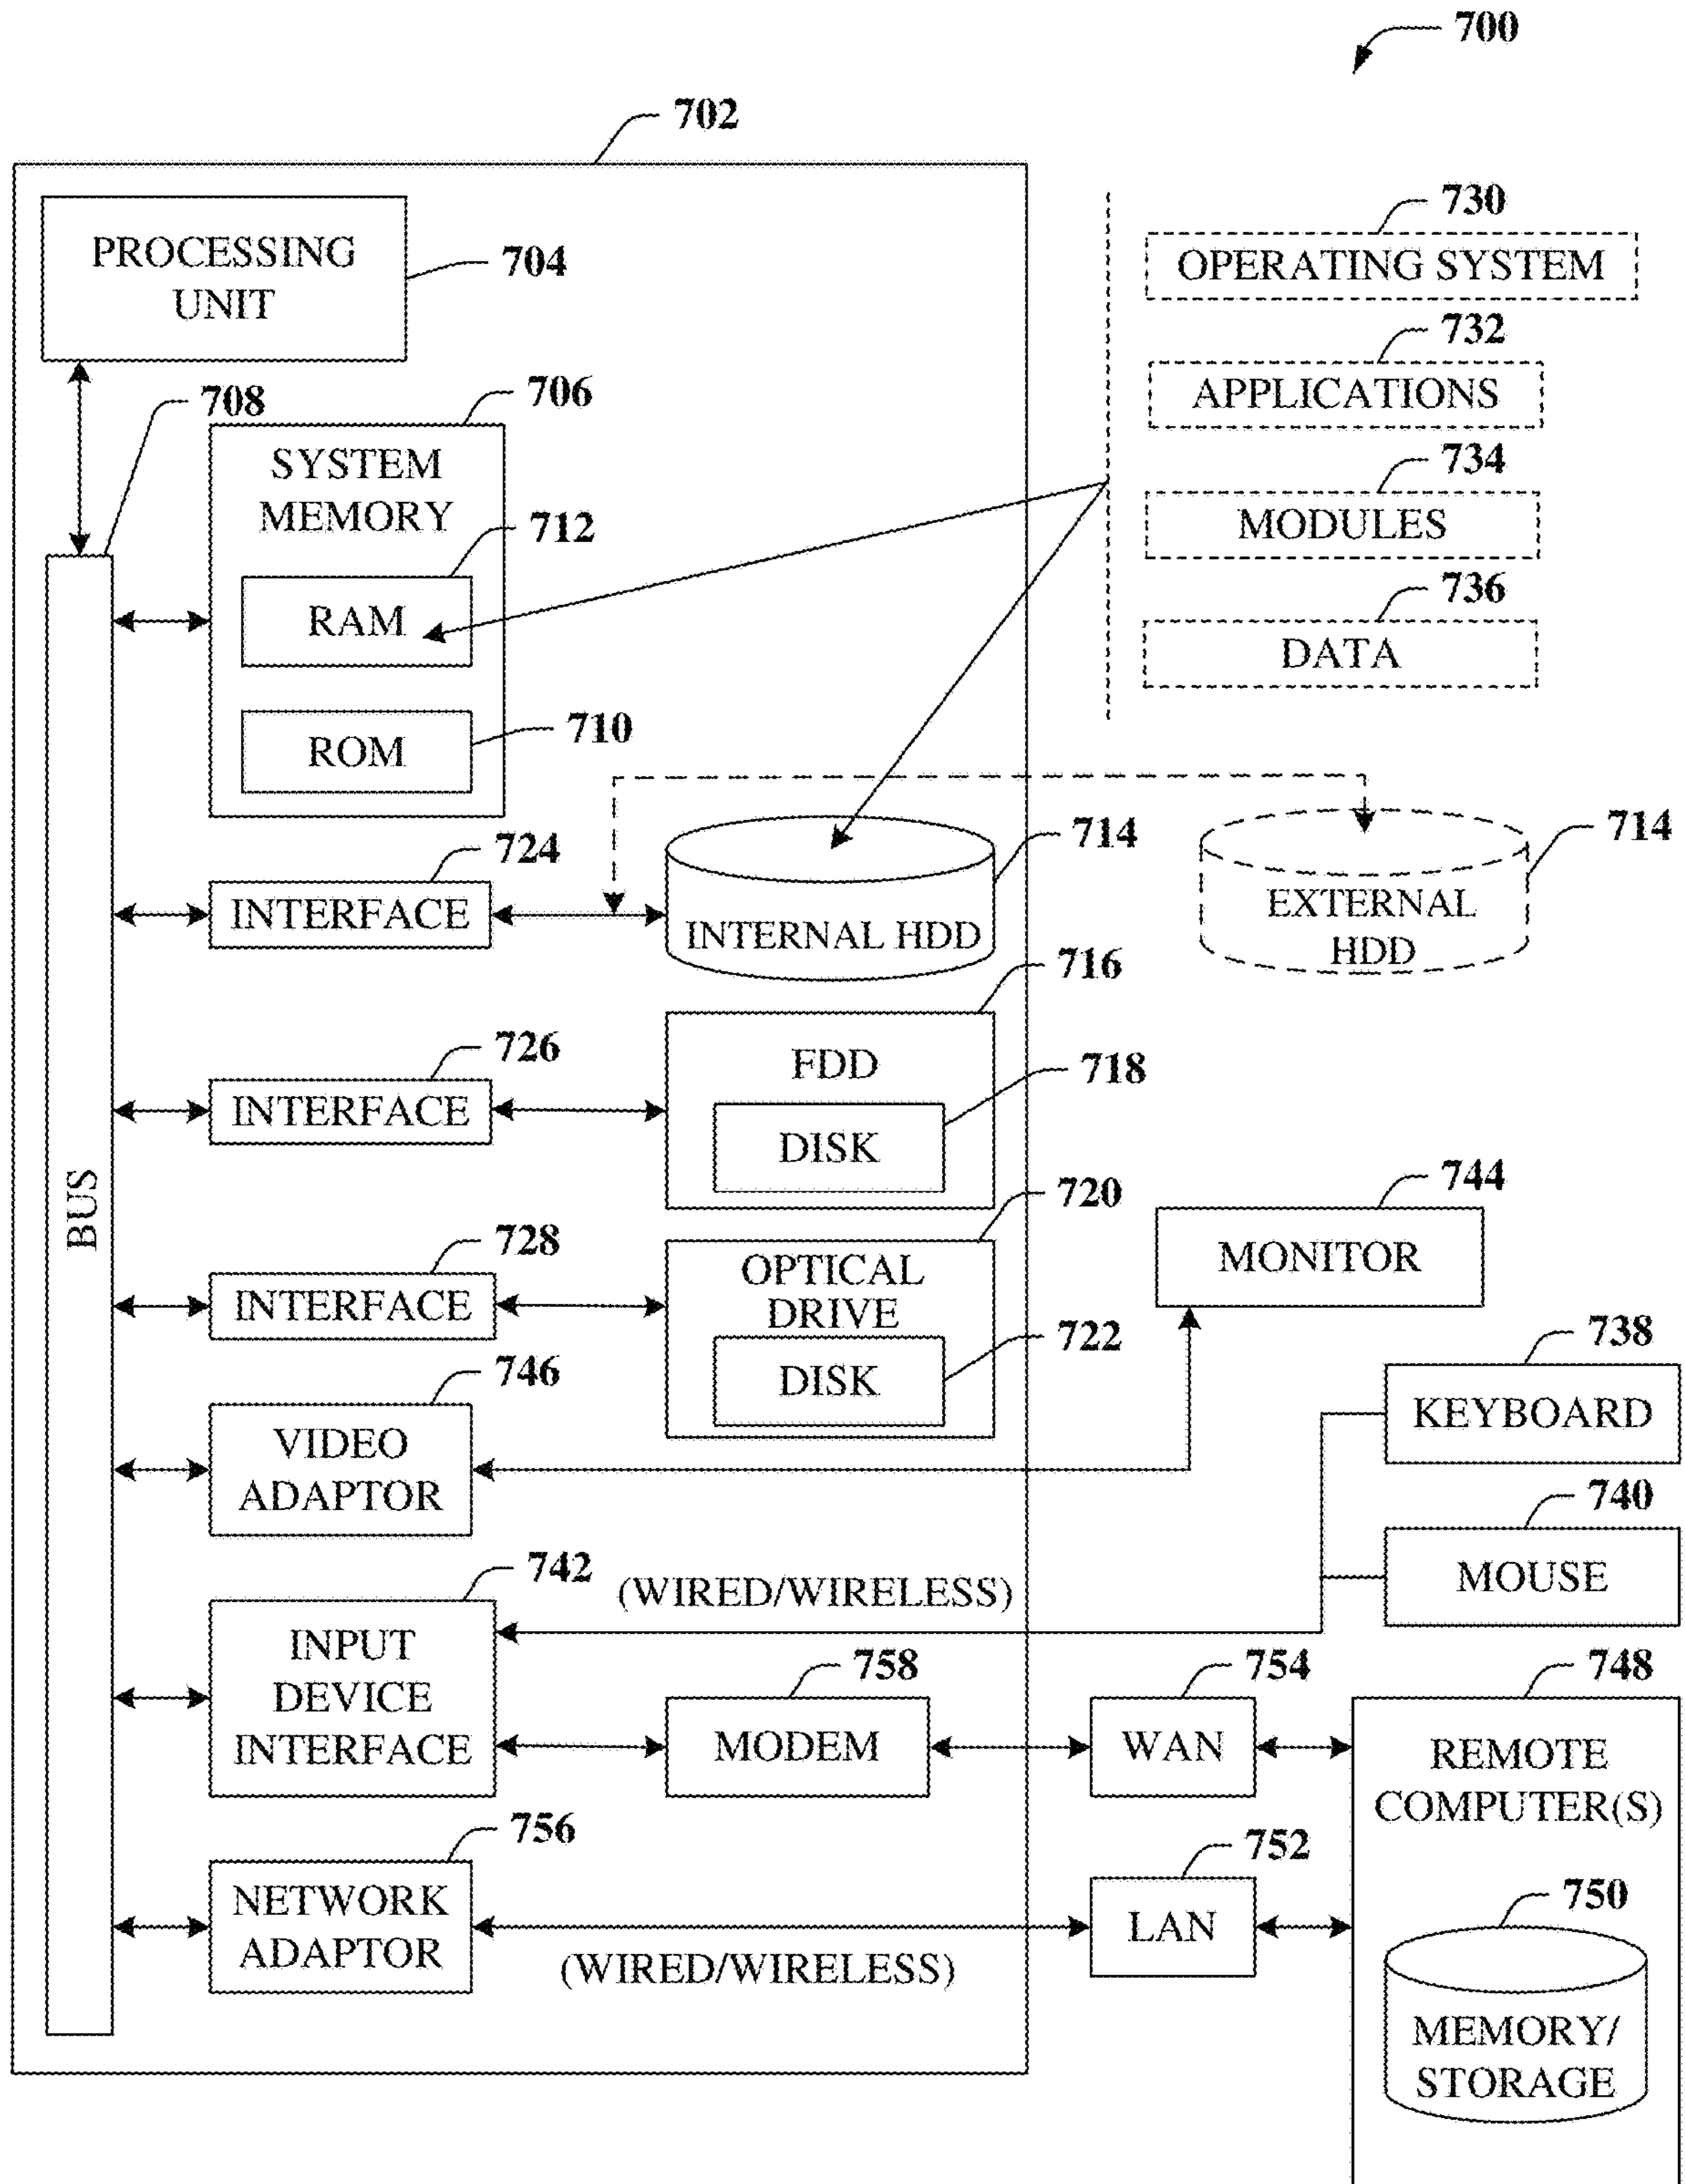 700
702
PROCESSING
UNIT
704
730
OPERATING SYSTEM
732
APPLICATIONS
734
MODULES
736
DATA
708
706
SYSTEM
MEMORY
712
RAM
710
ROM
724
INTERFACE
714
INTERNAL HDD
714
EXTERNAL
HDD
726
INTERFACE
716
FDD
718
DISK
BUS
728
INTERFACE
720
OPTICAL
DRIVE
722
DISK
744
MONITOR
746
VIDEO
ADAPTOR
738
KEYBOARD
740
MOUSE
742
(WIRED/WIRELESS)
INPUT
DEVICE
INTERFACE
758
MODEM
754
WAN
748
REMOTE
COMPUTER(S)
756
NETWORK
ADAPTOR
(WIRED/WIRELESS)
752
LAN
750
MEMORY/
STORAGE